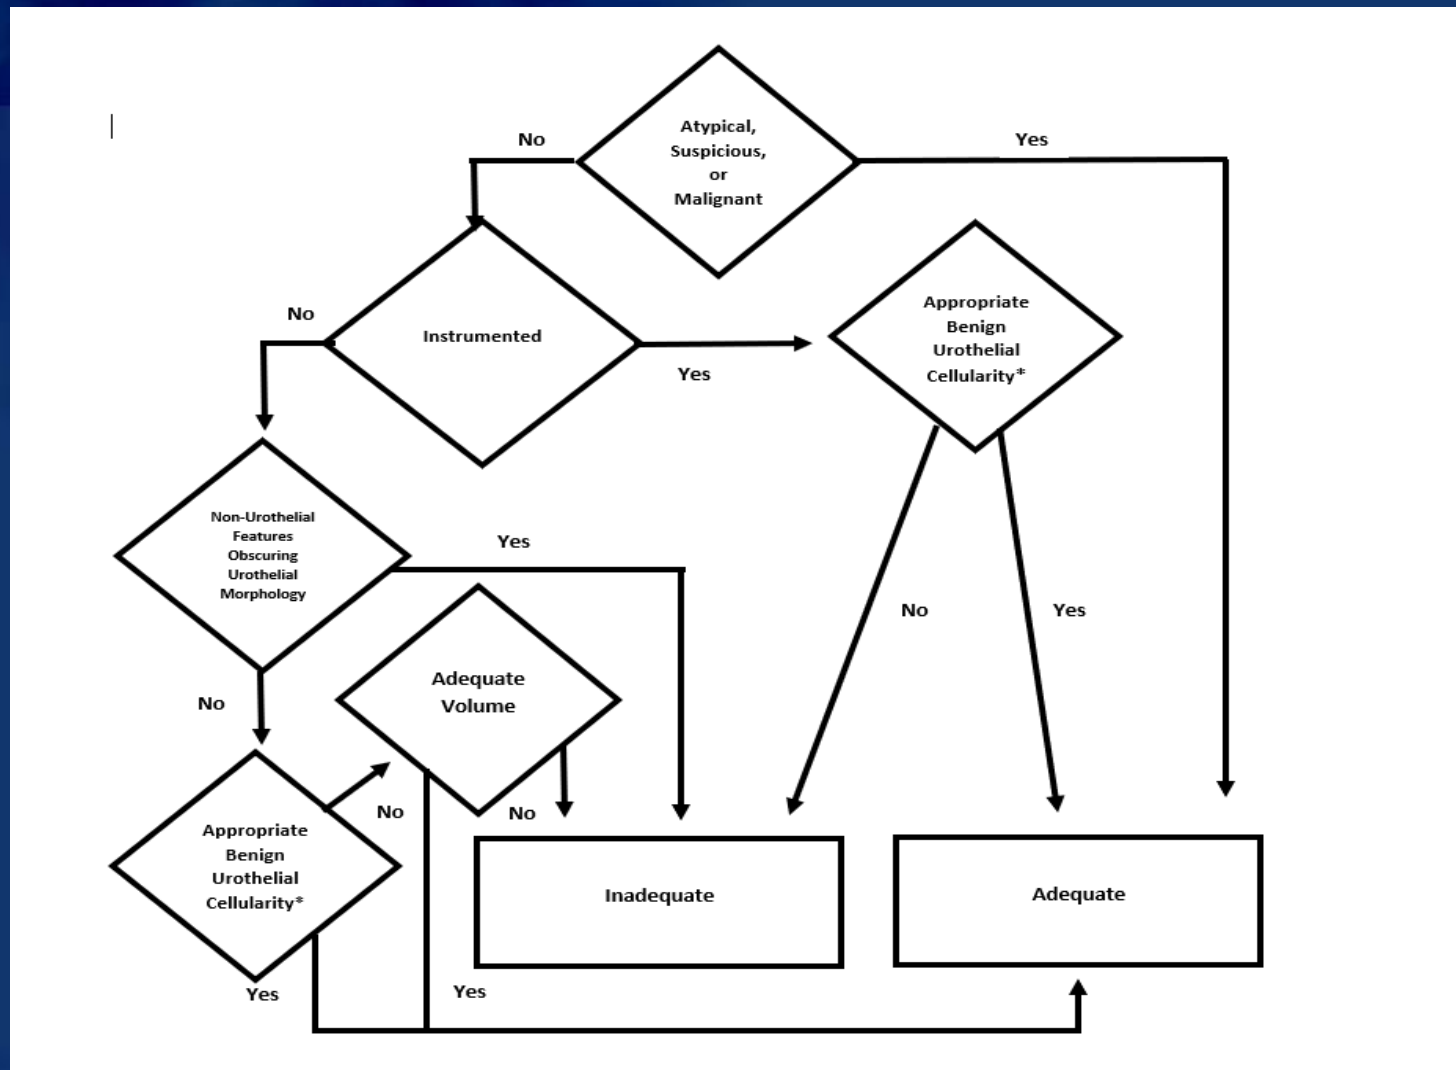 Atypical,
Suspicious,
or
Malignant
No
Yes
Instrumented
No
Yes
Appropriate
Benign
Urothelial
Cellularity*
No
Yes
Non-Urothelial
Features
Obscuring
Urothelial
Morphology
Yes
No
Adequate
Volume
No
Yes
Appropriate
Benign
Urothelial
Cellularity*
No
Yes
Inadequate
Adequate